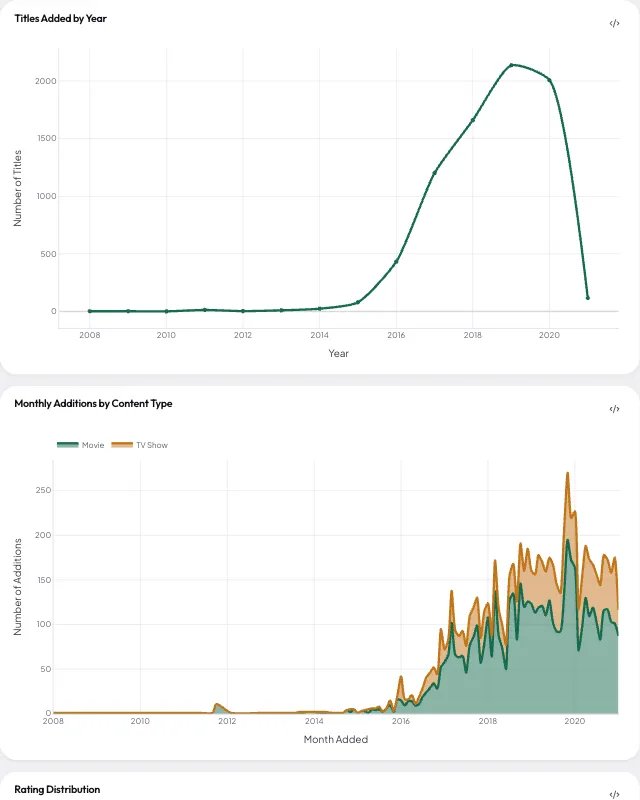 Titles Added by Year
</>
2000
1500
1000
500
0
Number of Titles
2008 2010 2012 2014 2016 2018 2020
Year
Monthly Additions by Content Type
</>
Movie TV Show
250
200
150
100
50
0
Number of Additions
2008 2010 2012 2014 2016 2018 2020
Month Added
Rating Distribution
</>